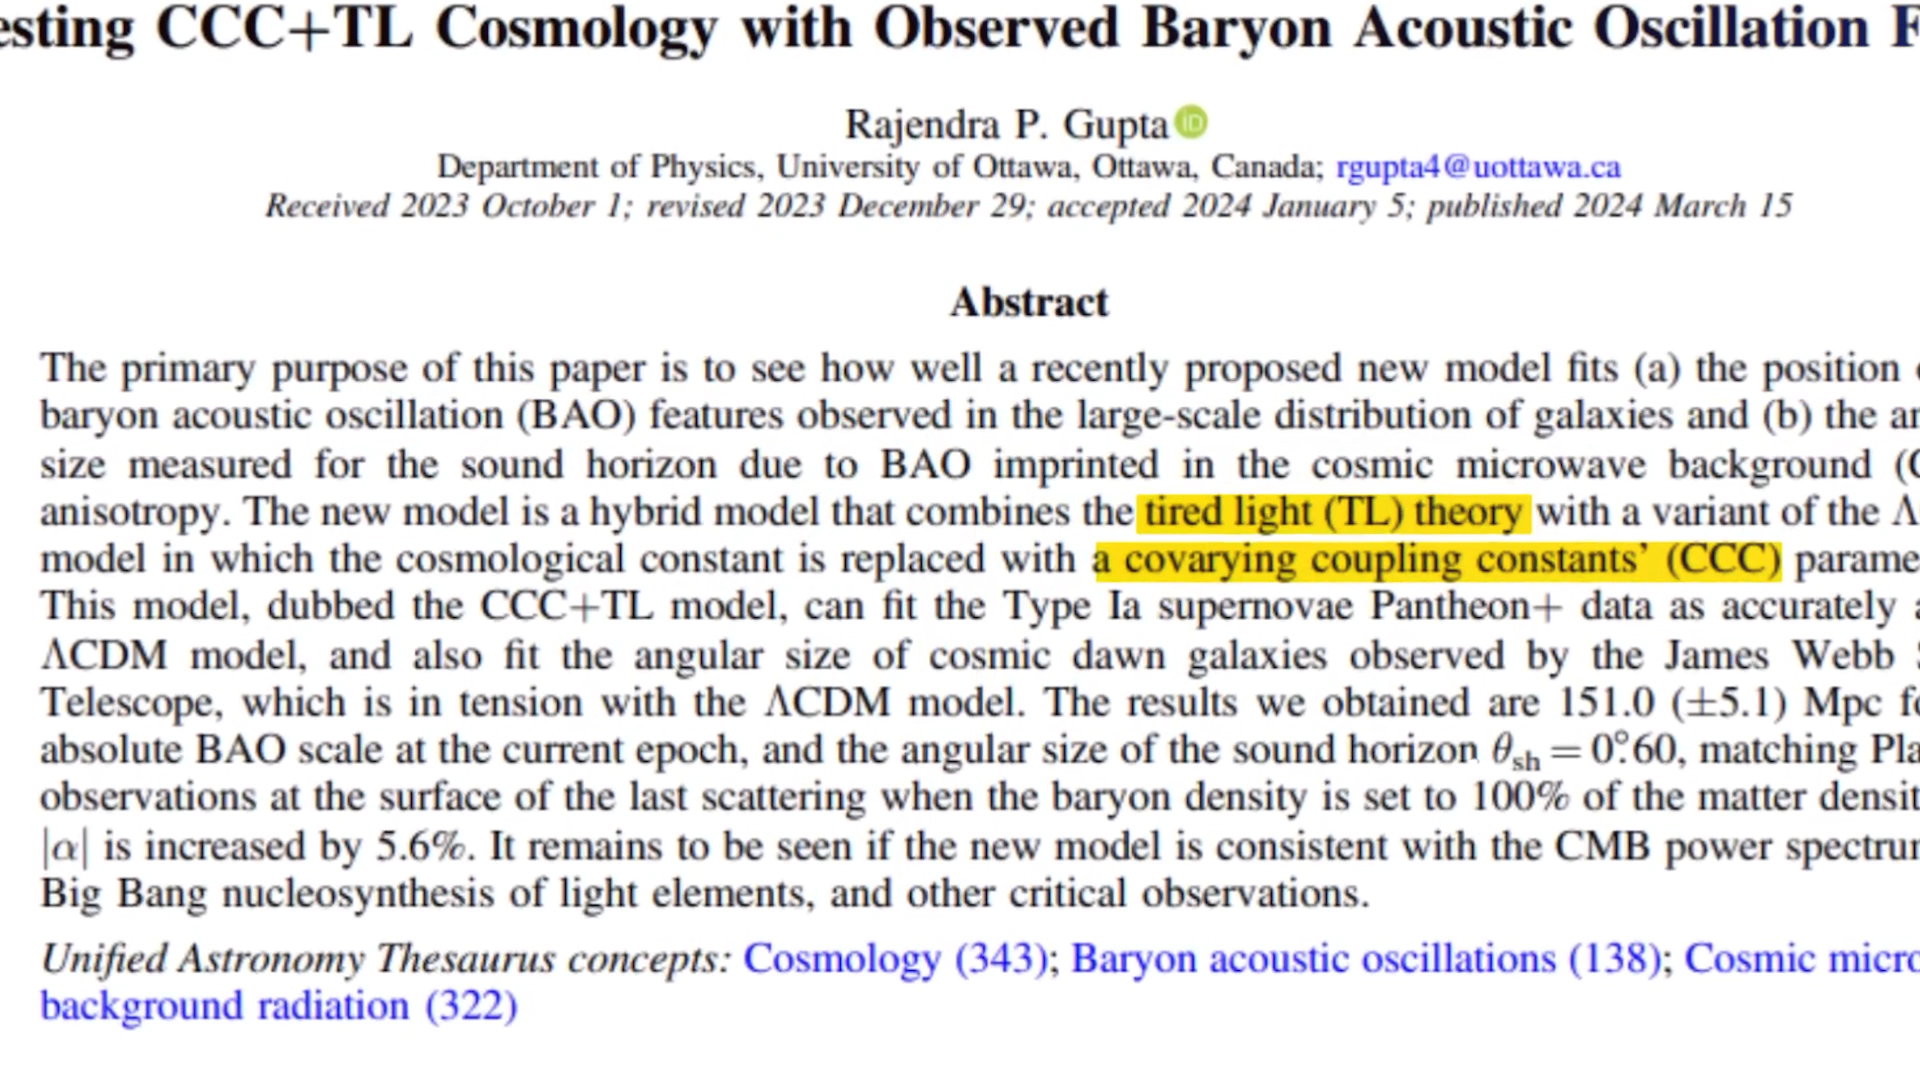 esting CCC+TL Cosmology with Observed Baryon Acoustic Oscillation F
Rajendra P. Gupta iD
Department of Physics, University of Ottawa, Ottawa, Canada; rgupta4@uottawa.ca
Received 2023 October 1; revised 2023 December 29; accepted 2024 January 5; published 2024 March 15
Abstract
The primary purpose of this paper is to see how well a recently proposed new model fits (a) the position
baryon acoustic oscillation (BAO) features observed in the large-scale distribution of galaxies and (b) the an
size measured for the sound horizon due to BAO imprinted in the cosmic microwave background (C
anisotropy. The new model is a hybrid model that combines the tired light (TL) theory with a variant of the Λ
model in which the cosmological constant is replaced with a covarying coupling constants’ (CCC) parame
This model, dubbed the CCC+TL model, can fit the Type Ia supernovae Pantheon+ data as accurately a
ΛCDM model, and also fit the angular size of cosmic dawn galaxies observed by the James Webb S
Telescope, which is in tension with the ΛCDM model. The results we obtained are 151.0 (±5.1) Mpc fo
absolute BAO scale at the current epoch, and the angular size of the sound horizon θsh = 0°.60, matching Pla
observations at the surface of the last scattering when the baryon density is set to 100% of the matter densit
|α| is increased by 5.6%. It remains to be seen if the new model is consistent with the CMB power spectru
Big Bang nucleosynthesis of light elements, and other critical observations.
Unified Astronomy Thesaurus concepts: Cosmology (343); Baryon acoustic oscillations (138); Cosmic micro
background radiation (322)